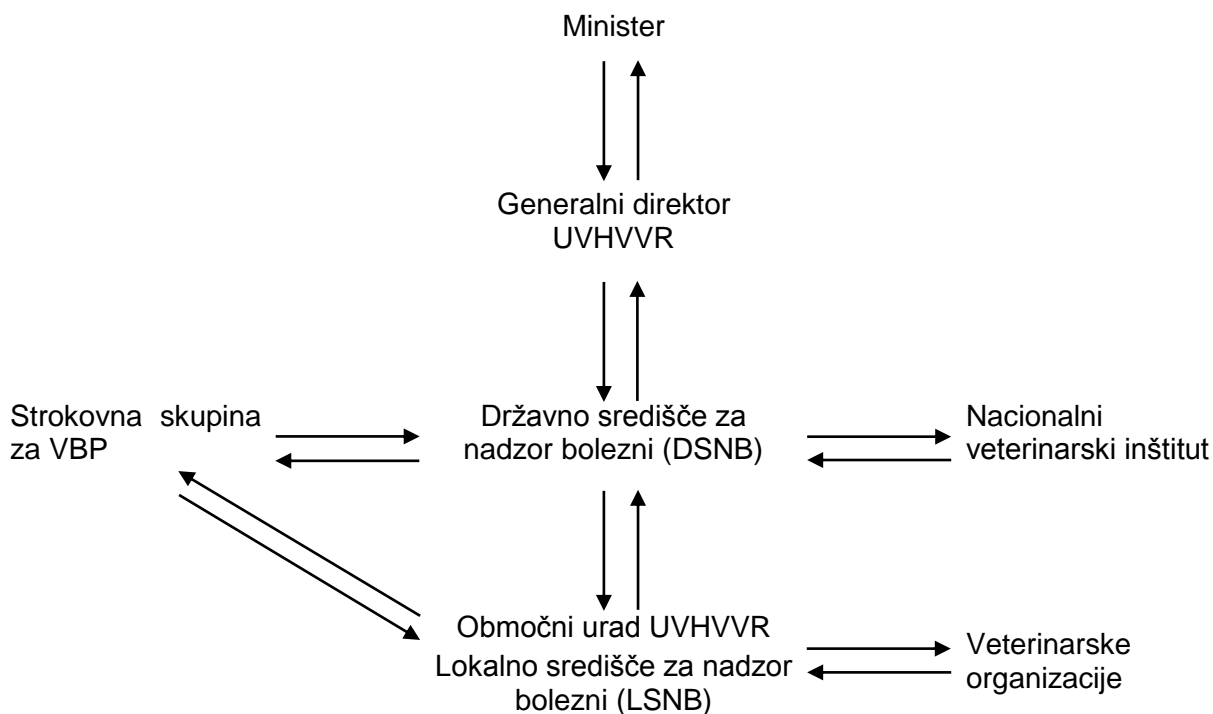 Minister
Generalni direktor
UVHVVR
Strokovna skupina
za VBP
Državno središče za
nadzor bolezni (DSNB)
Nacionalni
veterinarski inštitut
Območni urad UVHVVR
Lokalno središče za nadzor
bolezni (LSNB)
Veterinarske
organizacije